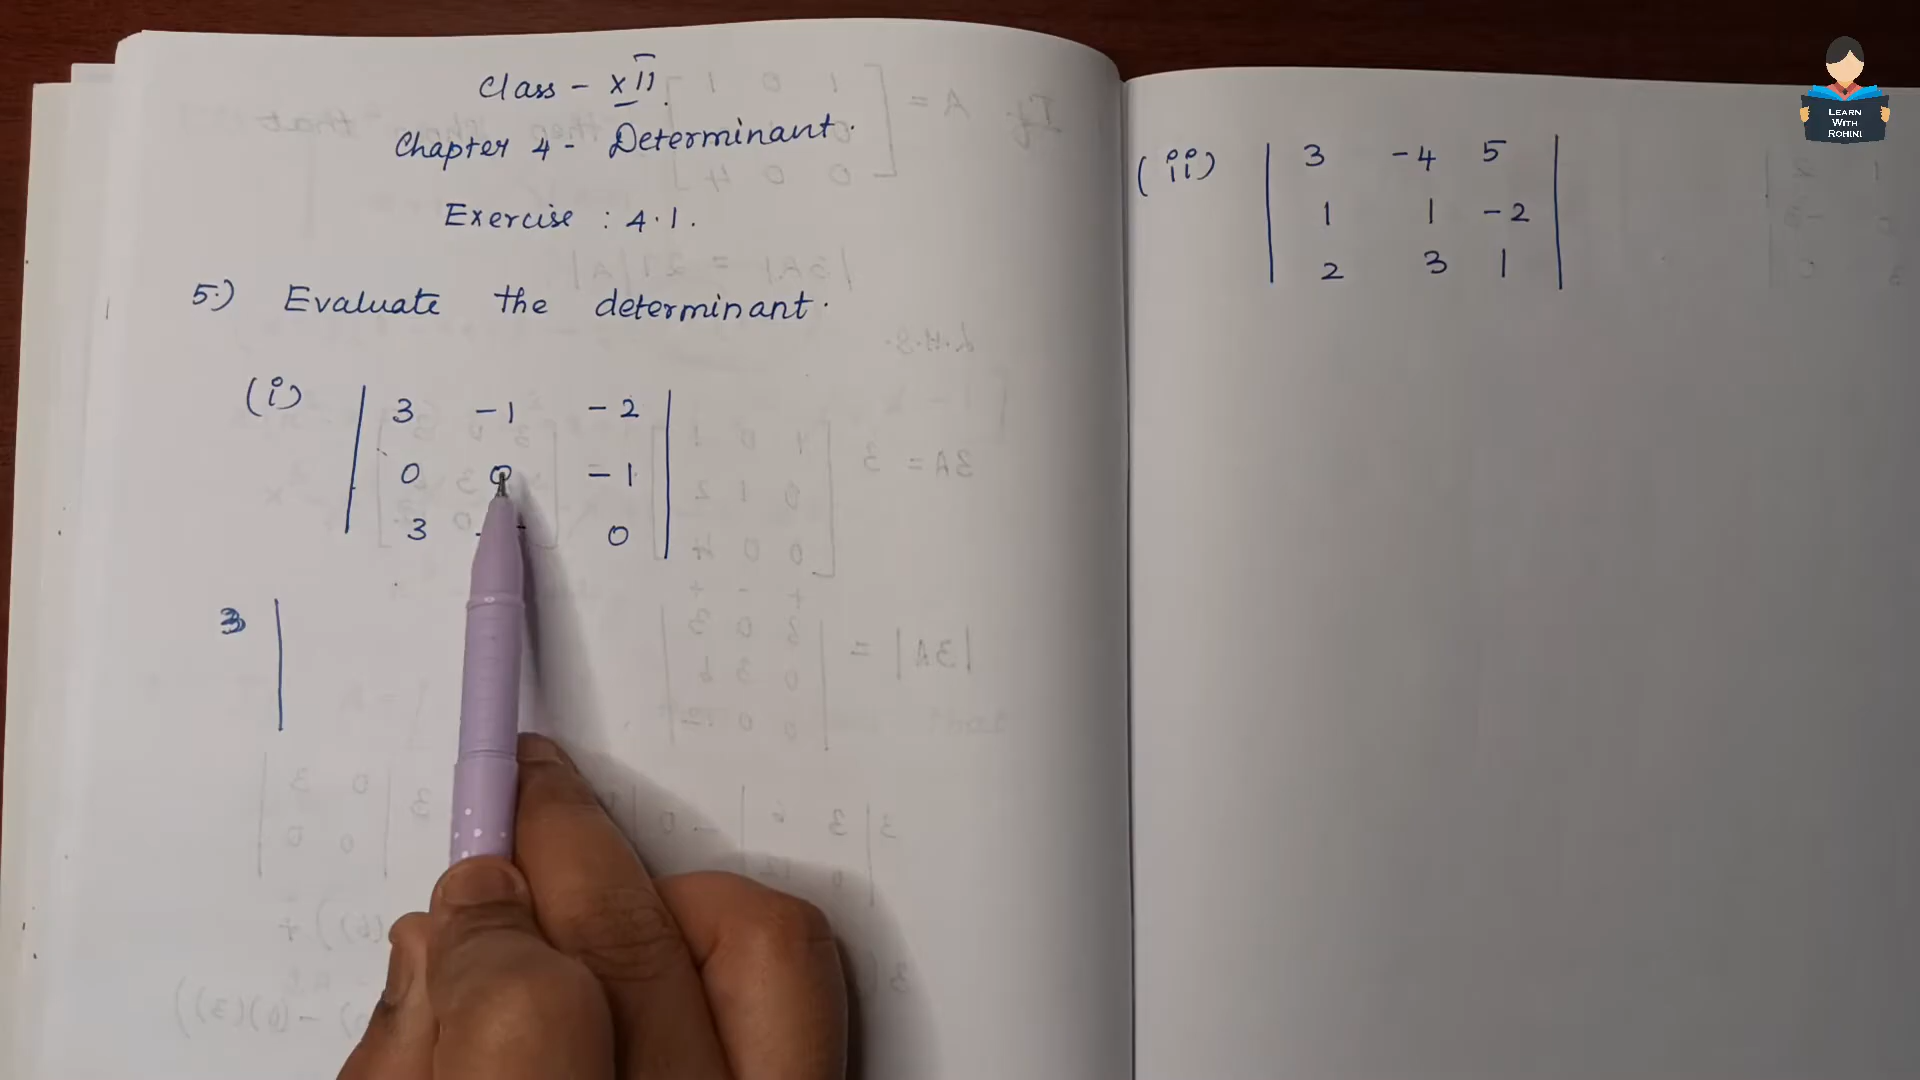 Class - XII.
Chapter 4 - Determinant.
Exercise : 4.1.
5.) Evaluate the determinant.
(i) | 3 -1 -2 |
0 0 -1
3 0
3 |
(ii) | 3 -4 5 |
1 1 -2
2 3 1
LEARN
WITH
ROHINI